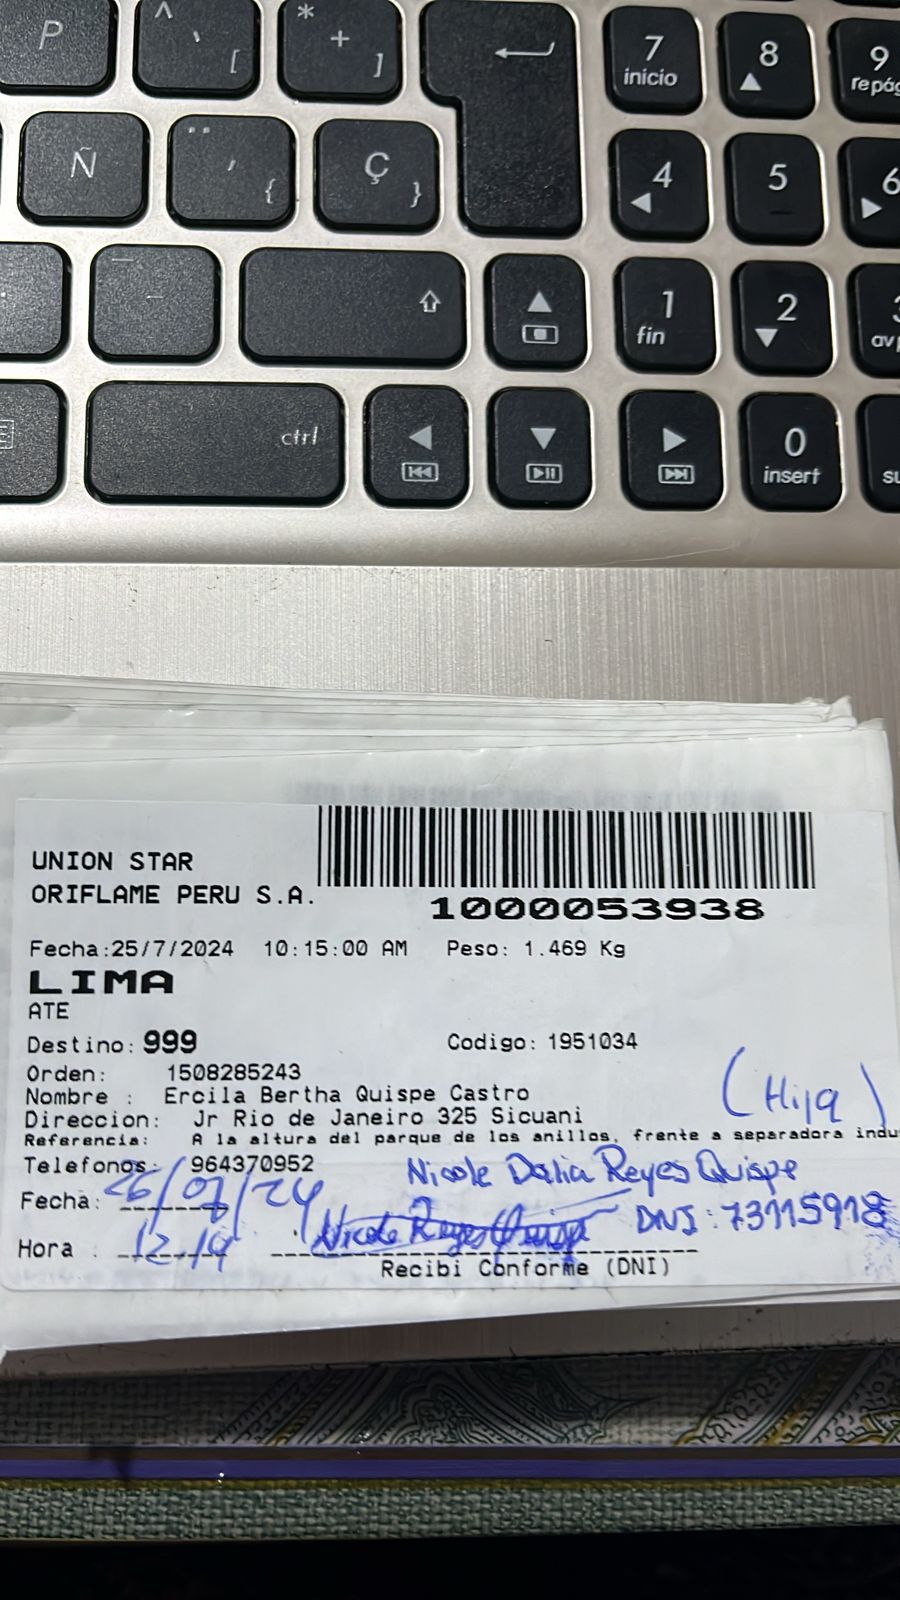 P ^ ` [ * + ] 7 inicio 8 9
Ñ ¨ ´ { Ç } 4 5 6
_ - 1 fin 2
ctrl 0 insert
UNION STAR
ORIFLAME PERU S.A.
1000053938
Fecha:25/7/2024 10:15:00 AM Peso: 1.469 Kg
LIMA
ATE
Destino: 999 Codigo: 1951034
Orden: 1508285243
Nombre : Ercila Bertha Quispe Castro
(Hija)
Direccion: Jr Rio de Janeiro 325 Sicuani
Referencia: A la altura del parque de los anillos, frente a separadora
Telefonos: 964370952
Nicole Dalia Reyes Quispe
Fecha: 26/07/24
Nicole Reyes Quispe DNI: 73115918
Hora : 12:14
Recibi Conforme (DNI)